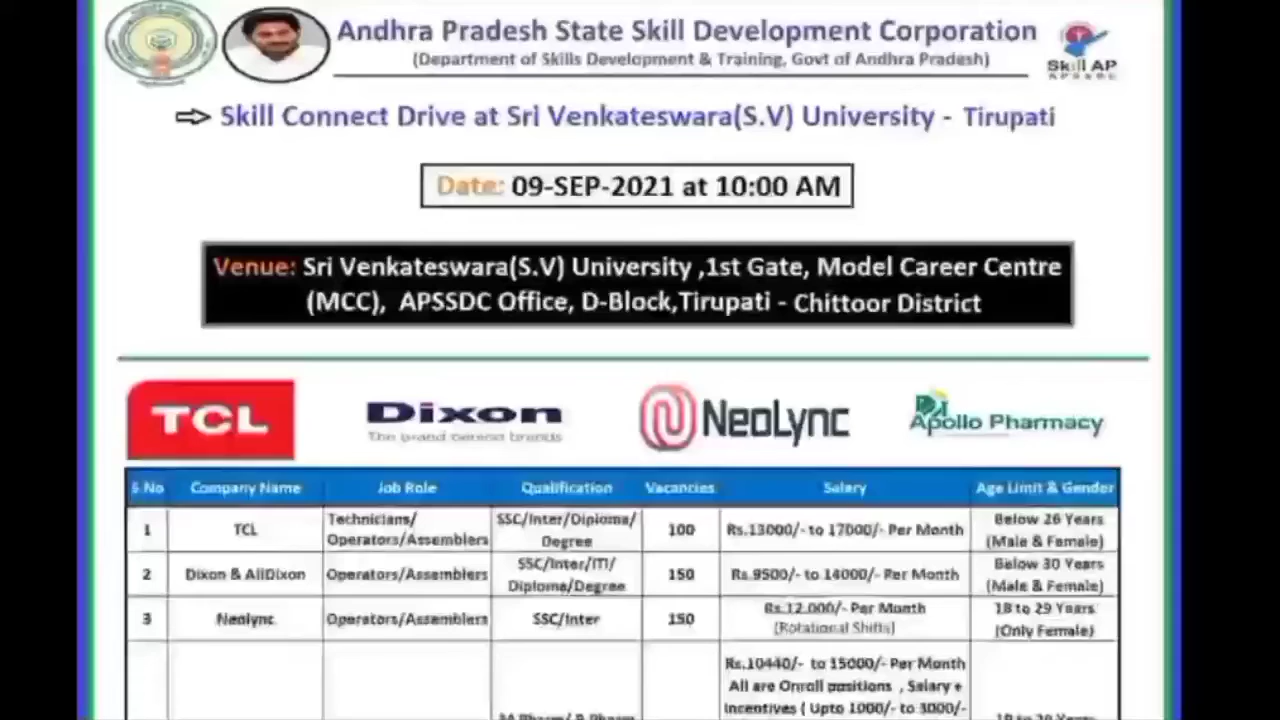 Andhra Pradesh State Skill Development Corporation
(Department of Skills Development & Training, Govt of Andhra Pradesh)
Skill AP
APSSDC
⇨ Skill Connect Drive at Sri Venkateswara(S.V) University - Tirupati
Date: 09-SEP-2021 at 10:00 AM
Venue: Sri Venkateswara(S.V) University ,1st Gate, Model Career Centre
(MCC), APSSDC Office, D-Block,Tirupati - Chittoor District
TCL
Dixon
The brand behind brands
NeoLync
Apollo Pharmacy
S.No Company Name Job Role Qualification Vacancies Salary Age Limit & Gender
1 TCL Technicians/ Operators/Assemblers SSC/Inter/Diploma/ Degree 100 Rs.13000/- to 17000/- Per Month Below 26 Years (Male & Female)
2 Dixon & AllDixon Operators/Assemblers SSC/Inter/ITI/ Diploma/Degree 150 Rs.9500/- to 14000/- Per Month Below 30 Years (Male & Female)
3 Neolync Operators/Assemblers SSC/Inter 150 Rs.12.000/- Per Month (Rotational Shifts) 18 to 29 Years (Only Female)
Rs.10440/- to 15000/- Per Month
All are Onroll positions , Salary +
Incentives ( Upto 1000/- to 3000/-